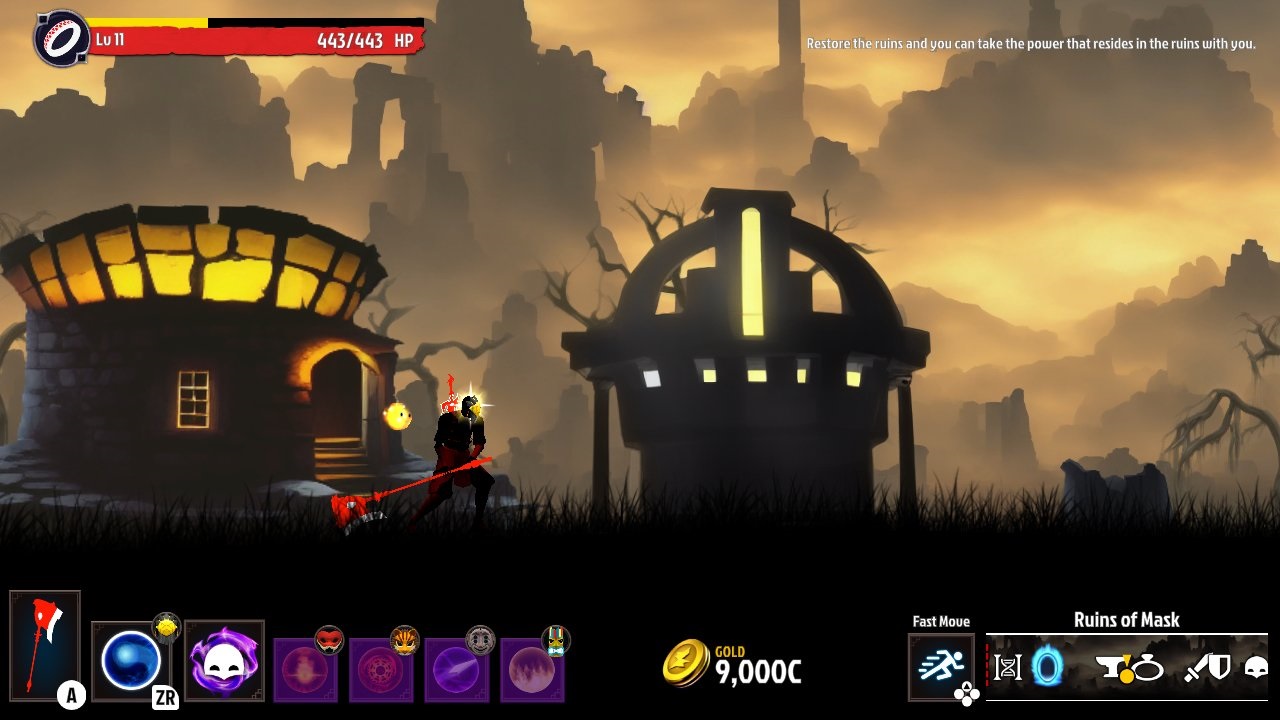 Lv 11
443/443 HP
Restore the ruins and you can take the power that resides in the ruins with you.
A
ZR
GOLD
9,000C
Fast Move
Ruins of Mask